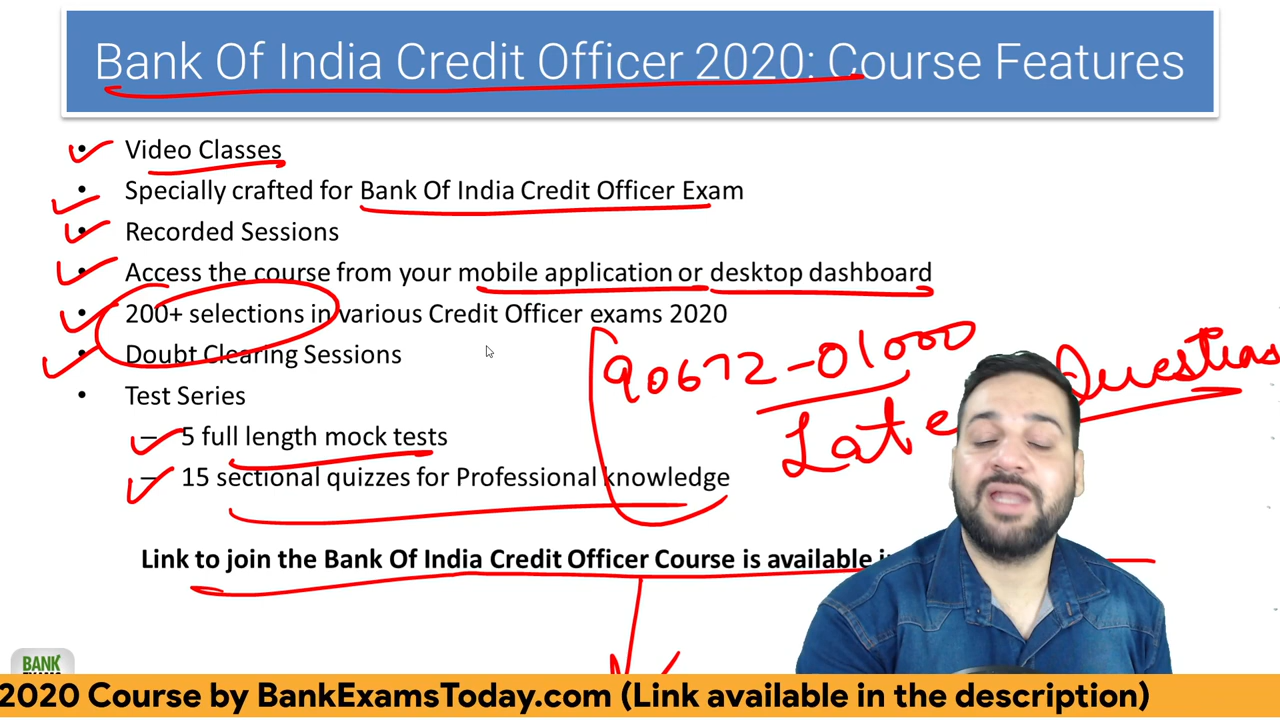 Bank Of India Credit Officer 2020: Course Features
• Video Classes
• Specially crafted for Bank Of India Credit Officer Exam
• Recorded Sessions
• Access the course from your mobile application or desktop dashboard
• 200+ selections in various Credit Officer exams 2020
• Doubt Clearing Sessions
90672-01000
Questions
• Test Series
Late
– 5 full length mock tests
– 15 sectional quizzes for Professional knowledge
Link to join the Bank Of India Credit Officer Course is available
BANK
2020 Course by BankExamsToday.com (Link available in the description)